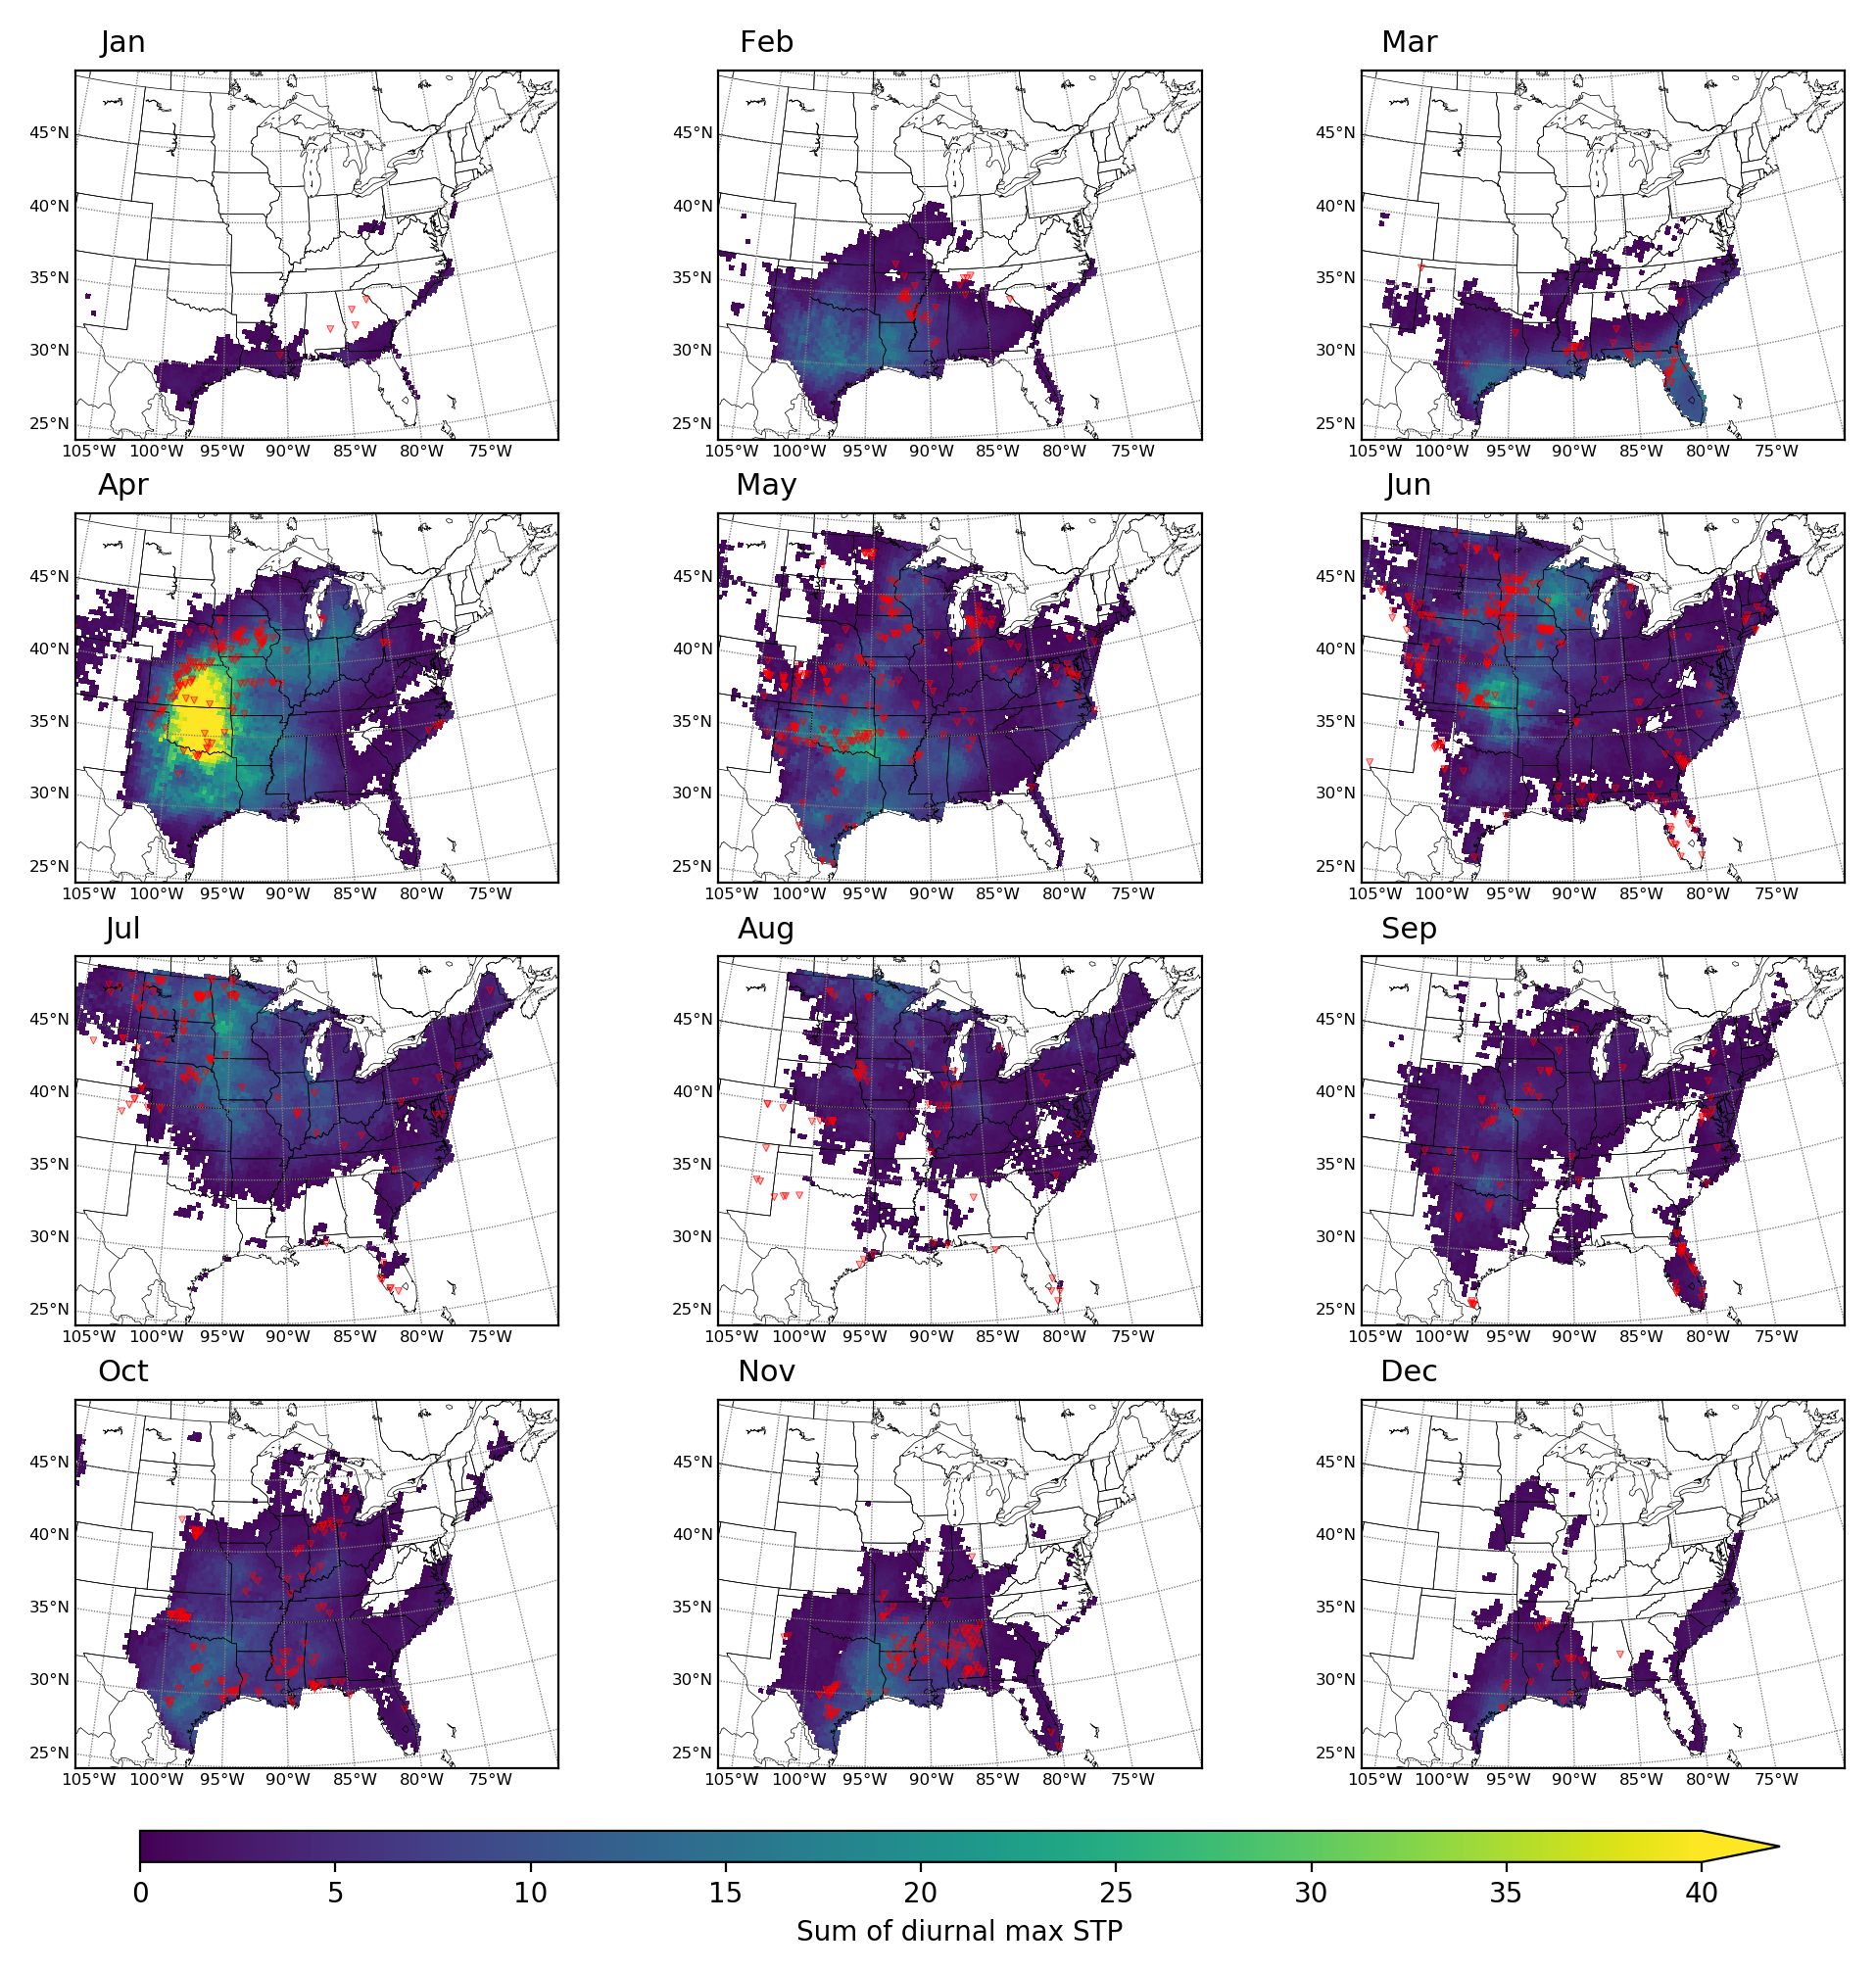 Jan Feb Mar
45°N 45°N 45°N
40°N 40°N 40°N
35°N 35°N 35°N
30°N 30°N 30°N
25°N 25°N 25°N
105°W 100°W 95°W 90°W 85°W 80°W 75°W 105°W 100°W 95°W 90°W 85°W 80°W 75°W 105°W 100°W 95°W 90°W 85°W 80°W 75°W
Apr May Jun
45°N 45°N 45°N
40°N 40°N 40°N
35°N 35°N 35°N
30°N 30°N 30°N
25°N 25°N 25°N
105°W 100°W 95°W 90°W 85°W 80°W 75°W 105°W 100°W 95°W 90°W 85°W 80°W 75°W 105°W 100°W 95°W 90°W 85°W 80°W 75°W
Jul Aug Sep
45°N 45°N 45°N
40°N 40°N 40°N
35°N 35°N 35°N
30°N 30°N 30°N
25°N 25°N 25°N
105°W 100°W 95°W 90°W 85°W 80°W 75°W 105°W 100°W 95°W 90°W 85°W 80°W 75°W 105°W 100°W 95°W 90°W 85°W 80°W 75°W
Oct Nov Dec
45°N 45°N 45°N
40°N 40°N 40°N
35°N 35°N 35°N
30°N 30°N 30°N
25°N 25°N 25°N
105°W 100°W 95°W 90°W 85°W 80°W 75°W 105°W 100°W 95°W 90°W 85°W 80°W 75°W 105°W 100°W 95°W 90°W 85°W 80°W 75°W
0 5 10 15 20 25 30 35 40
Sum of diurnal max STP